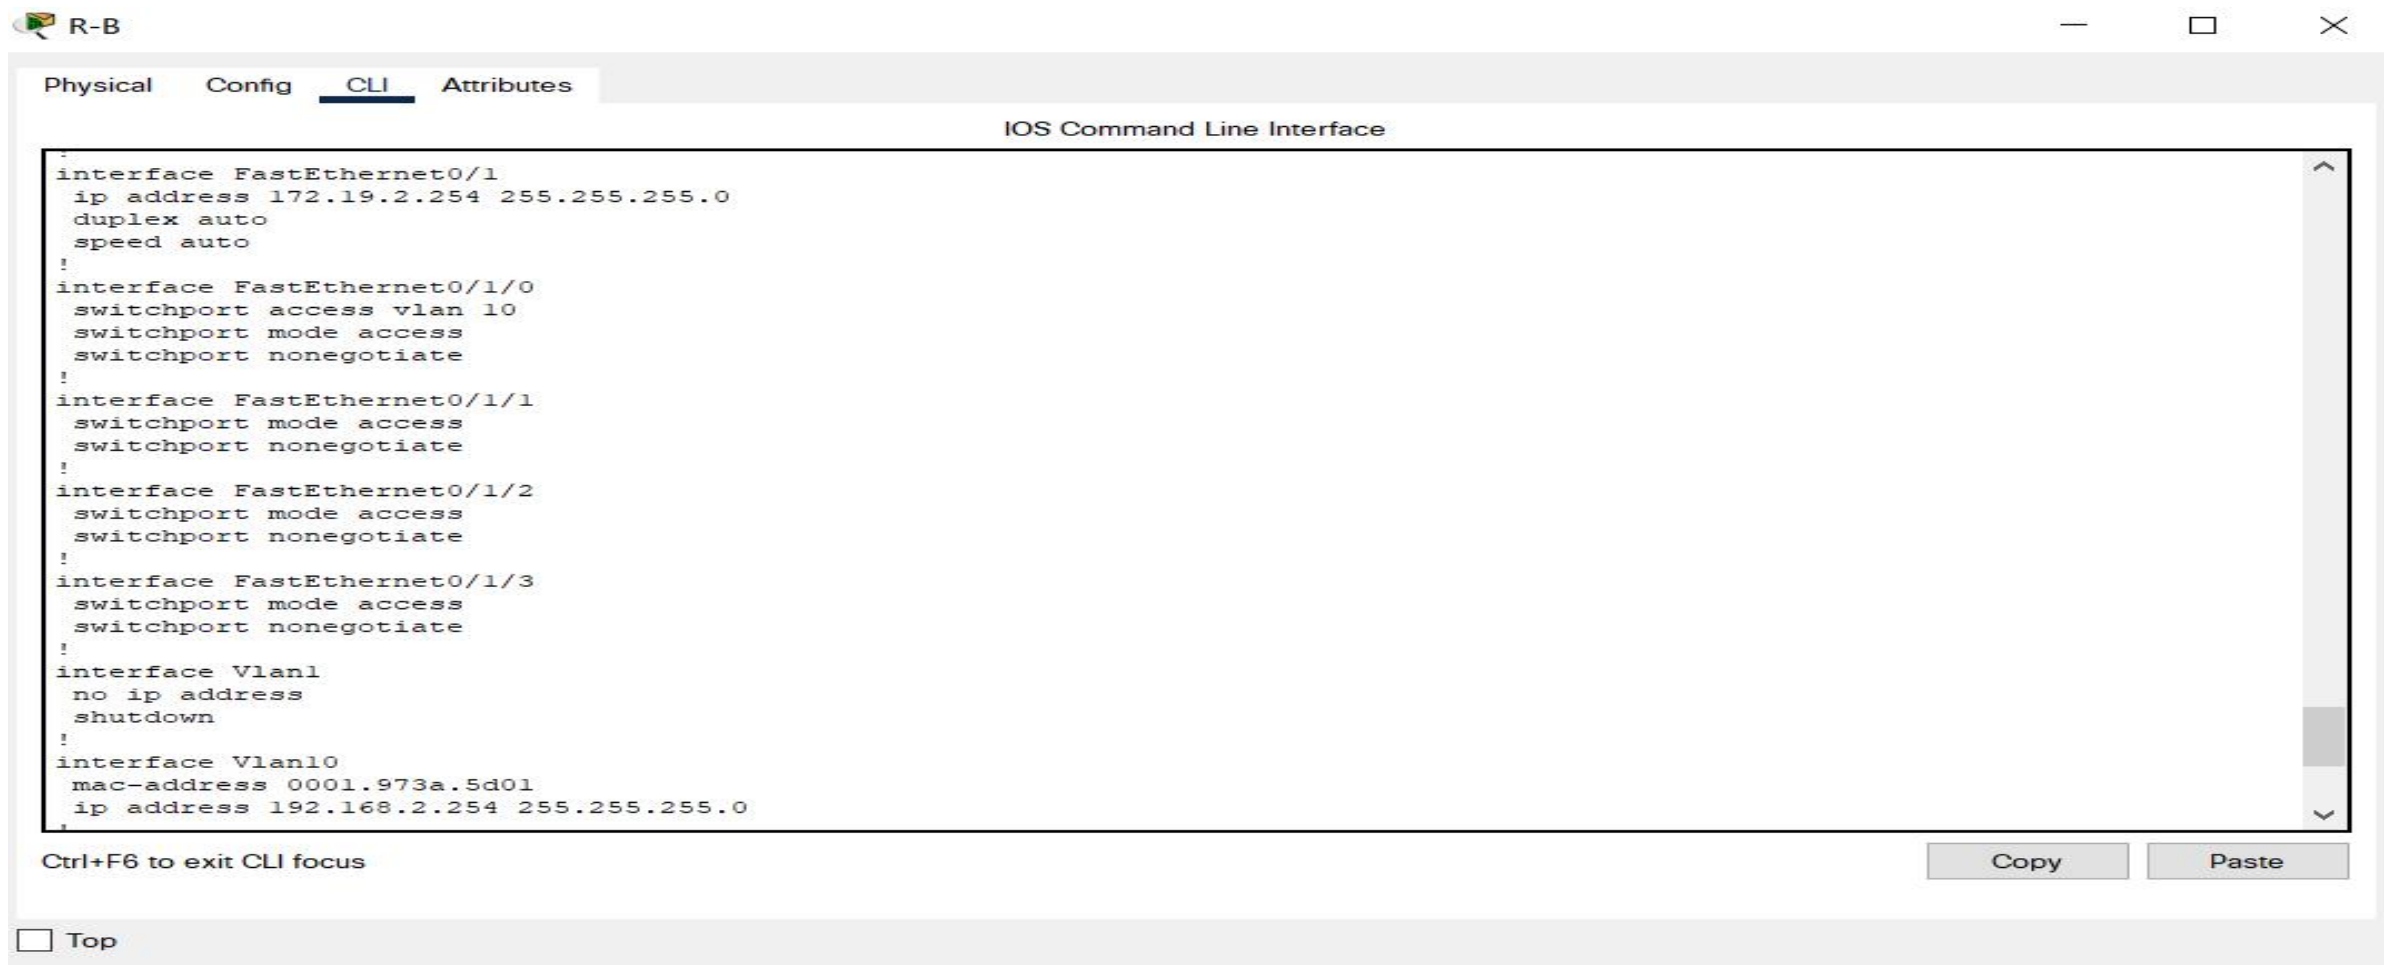 R-B
Physical Config CLI Attributes
IOS Command Line Interface
!
interface FastEthernet0/1
 ip address 172.19.2.254 255.255.255.0
 duplex auto
 speed auto
!
interface FastEthernet0/1/0
 switchport access vlan 10
 switchport mode access
 switchport nonegotiate
!
interface FastEthernet0/1/1
 switchport mode access
 switchport nonegotiate
!
interface FastEthernet0/1/2
 switchport mode access
 switchport nonegotiate
!
interface FastEthernet0/1/3
 switchport mode access
 switchport nonegotiate
!
interface Vlan1
 no ip address
 shutdown
!
interface Vlan10
 mac-address 0001.973a.5d01
 ip address 192.168.2.254 255.255.255.0
!
Ctrl+F6 to exit CLI focus
Copy Paste
Top